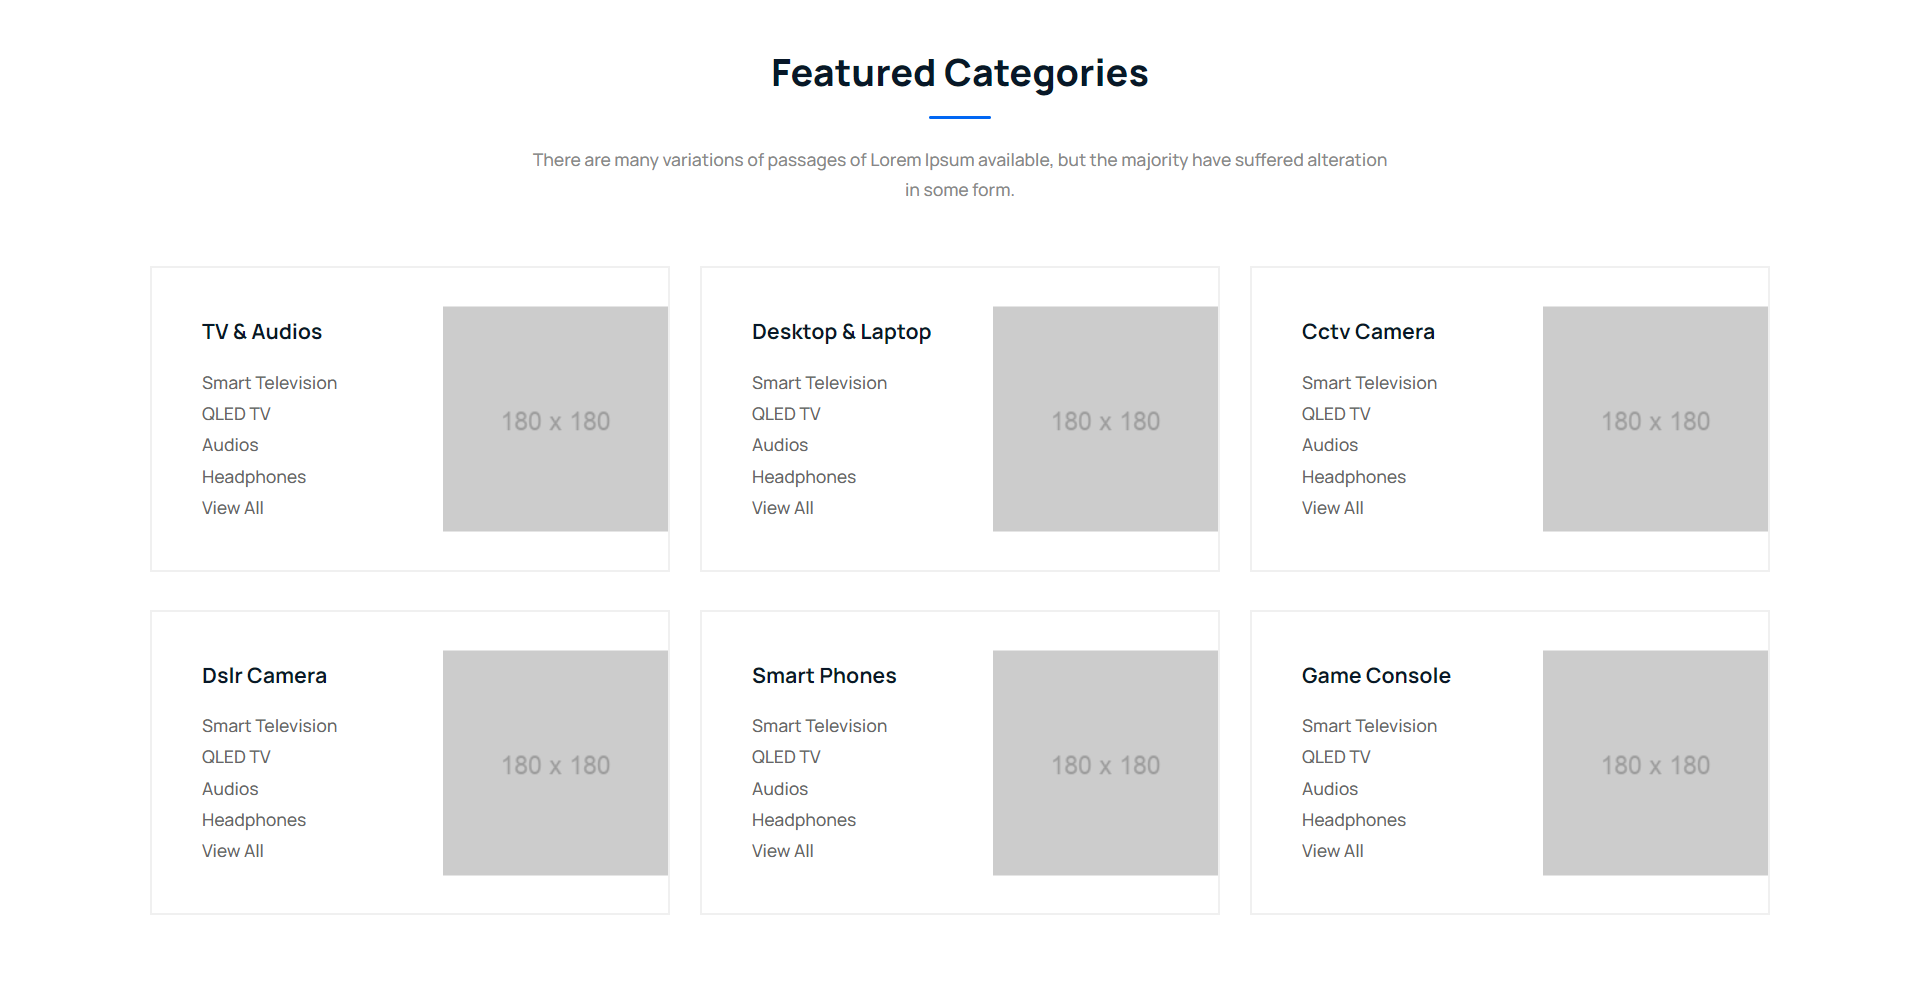 Featured Categories
There are many variations of passages of Lorem Ipsum available, but the majority have suffered alteration
in some form.
TV & Audios
Smart Television
QLED TV
Audios
Headphones
View All
180 x 180
Desktop & Laptop
Smart Television
QLED TV
Audios
Headphones
View All
180 x 180
Cctv Camera
Smart Television
QLED TV
Audios
Headphones
View All
180 x 180
Dslr Camera
Smart Television
QLED TV
Audios
Headphones
View All
180 x 180
Smart Phones
Smart Television
QLED TV
Audios
Headphones
View All
180 x 180
Game Console
Smart Television
QLED TV
Audios
Headphones
View All
180 x 180